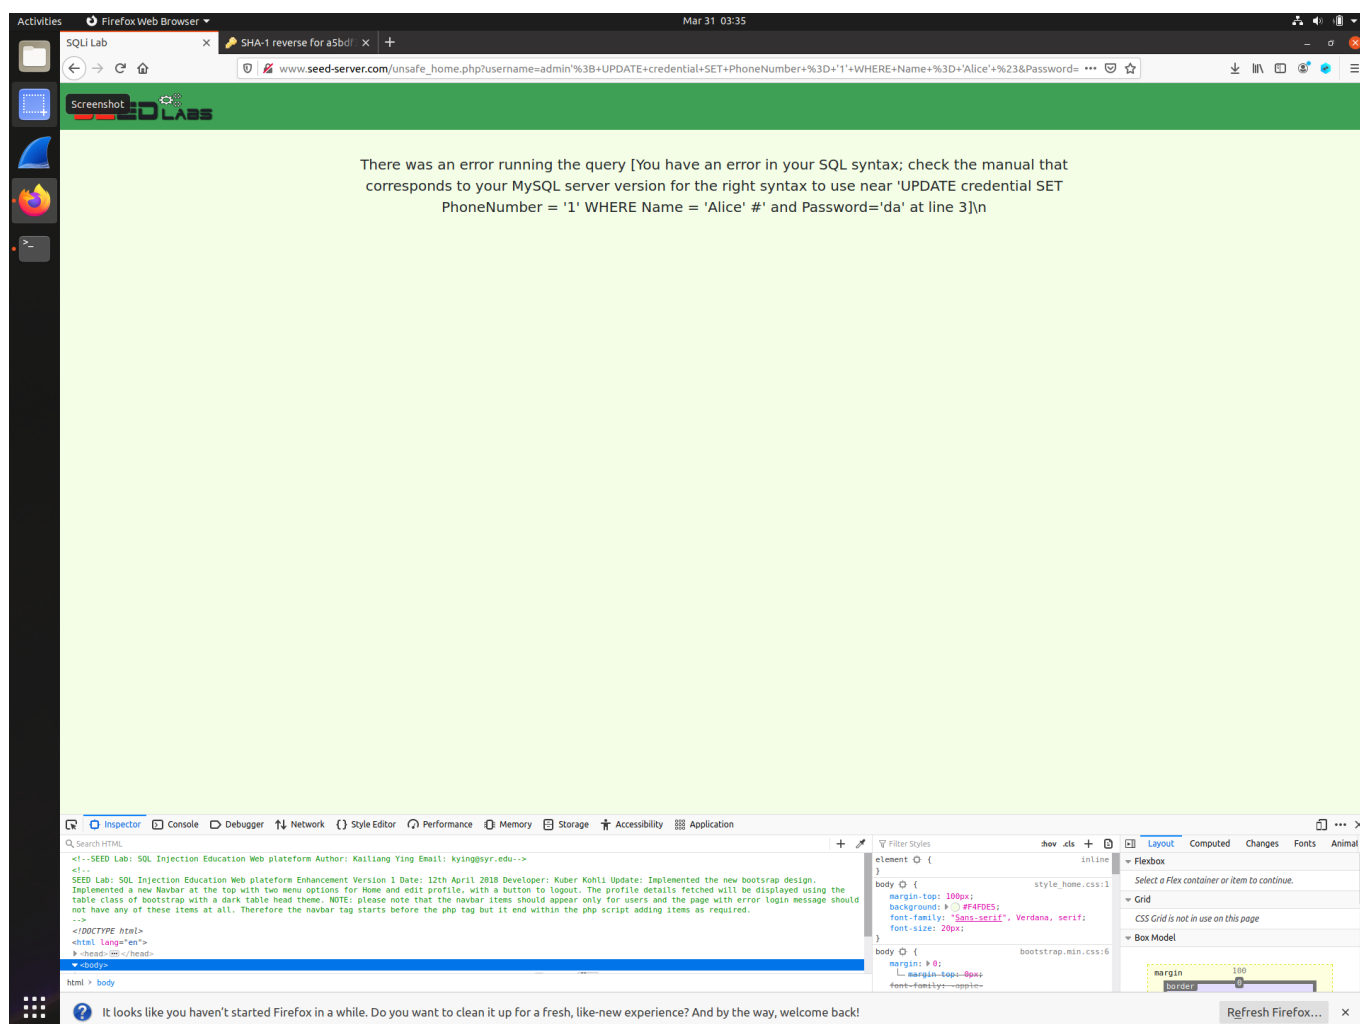 Activities Firefox Web Browser Mar 31 03:35
SQLi Lab SHA-1 reverse for a5bdf
www.seed-server.com/unsafe_home.php?username=admin'%3B+UPDATE+credential+SET+PhoneNumber+%3D+'1'+WHERE+Name+%3D+'Alice'+%23&Password=
Screenshot
LABS
There was an error running the query [You have an error in your SQL syntax; check the manual that
corresponds to your MySQL server version for the right syntax to use near 'UPDATE credential SET
PhoneNumber = '1' WHERE Name = 'Alice' #' and Password='da' at line 3]\n
Inspector Console Debugger Network Style Editor Performance Memory Storage Accessibility Application
Search HTML
<!--SEED Lab: SQL Injection Education Web plateform Author: Kailiang Ying Email: kying@syr.edu-->
<!--
SEED Lab: SQL Injection Education Web plateform Enhancement Version 1 Date: 12th April 2018 Developer: Kuber Kohli Update: Implemented the new bootsrap design.
Implemented a new Navbar at the top with two menu options for Home and edit profile, with a button to logout. The profile details fetched will be displayed using the
table class of bootstrap with a dark table head theme. NOTE: please note that the navbar items should appear only for users and the page with error login message should
not have any of these items at all. Therefore the navbar tag starts before the php tag but it end within the php script adding items as required.
-->
<!DOCTYPE html>
<html lang="en">
<head> </head>
<body>
html > body
Filter Styles :hov .cls +
element { inline
}
body { style_home.css:1
margin-top: 100px;
background: #F4FDE5;
font-family: "Sans-serif", Verdana, serif;
font-size: 20px;
}
body { bootstrap.min.css:6
margin: 0;
margin-top: 0px;
font-family: -apple-
Layout Computed Changes Fonts Animat
Flexbox
Select a Flex container or item to continue.
Grid
CSS Grid is not in use on this page
Box Model
margin 100
border 0
It looks like you haven't started Firefox in a while. Do you want to clean it up for a fresh, like-new experience? And by the way, welcome back!
Refresh Firefox...